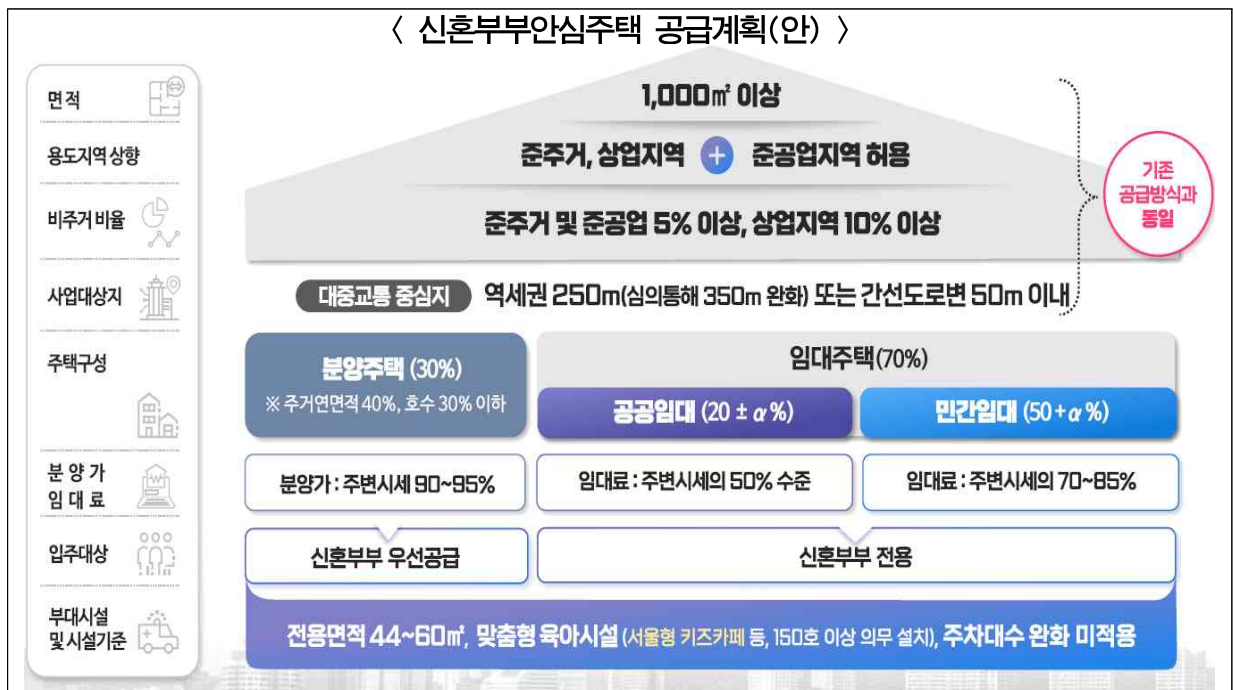 < 신혼부부안심주택 공급계획(안) >
면적
1,000㎡ 이상
용도지역 상향
준주거, 상업지역 + 준공업지역 허용
비주거 비율
준주거 및 준공업 5% 이상, 상업지역 10% 이상
기존
공급방식과
동일
사업대상지
대중교통 중심지 역세권 250m(심의통해 350m 완화) 또는 간선도로변 50m 이내
주택구성
분양주택 (30%)
※ 주거연면적 40%, 호수 30% 이하
임대주택(70%)
공공임대 (20 ± α %)
민간임대 (50+α %)
분 양 가
임 대 료
분양가 : 주변시세 90~95%
임대료 : 주변시세의 50% 수준
임대료 : 주변시세의 70~85%
입주대상
신혼부부 우선공급
신혼부부 전용
부대시설
및 시설기준
전용면적 44~60㎡, 맞춤형 육아시설 (서울형 키즈카페 등, 150호 이상 의무 설치), 주차대수 완화 미적용